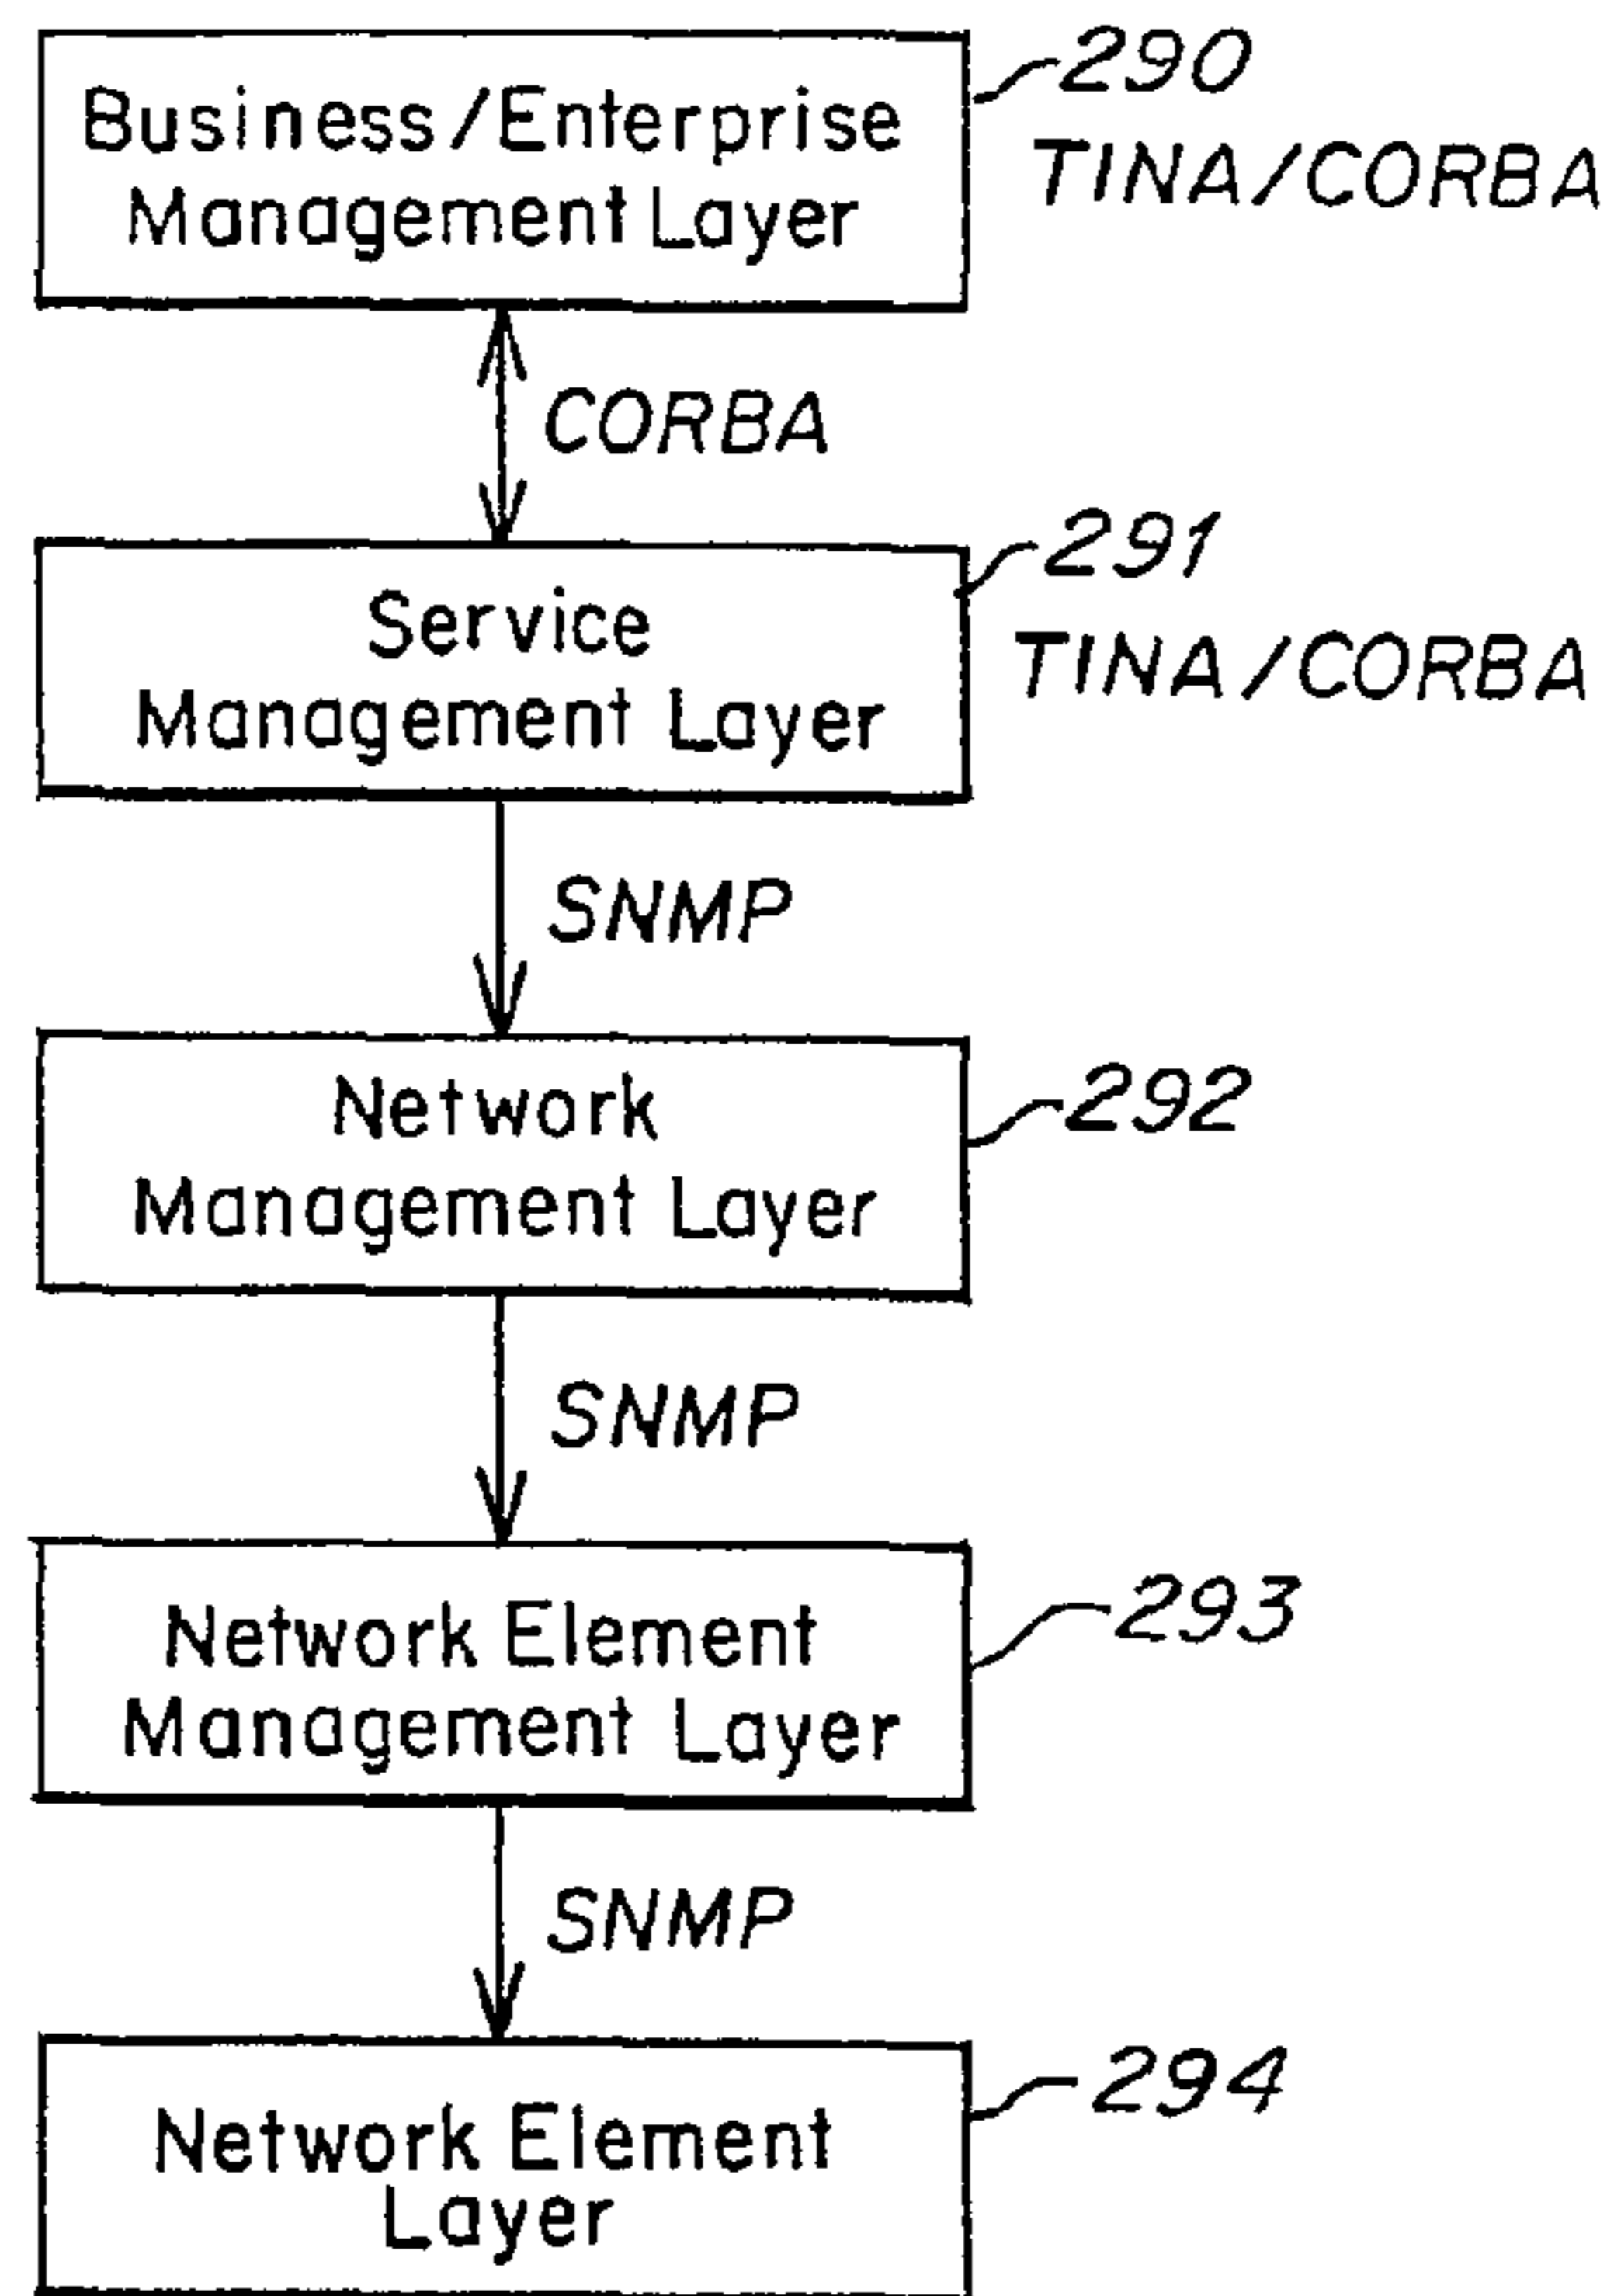 Business/Enterprise
Management Layer
290
TINA/CORBA
CORBA
Service
Management Layer
291
TINA/CORBA
SNMP
Network
Management Layer
292
SNMP
Network Element
Management Layer
293
SNMP
Network Element
Layer
294